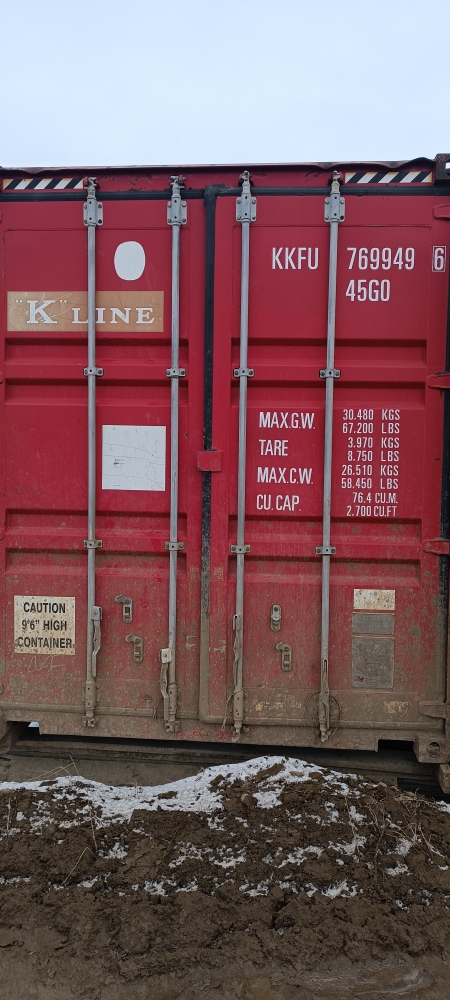 "K" LINE
KKFU 769949 6
45G0
MAX.G.W. 30.480 KGS
67.200 LBS
TARE 3.970 KGS
8.750 LBS
MAX.C.W. 26.510 KGS
58.450 LBS
CU.CAP. 76.4 CU.M.
2.700 CU.FT
CAUTION
9'6" HIGH
CONTAINER